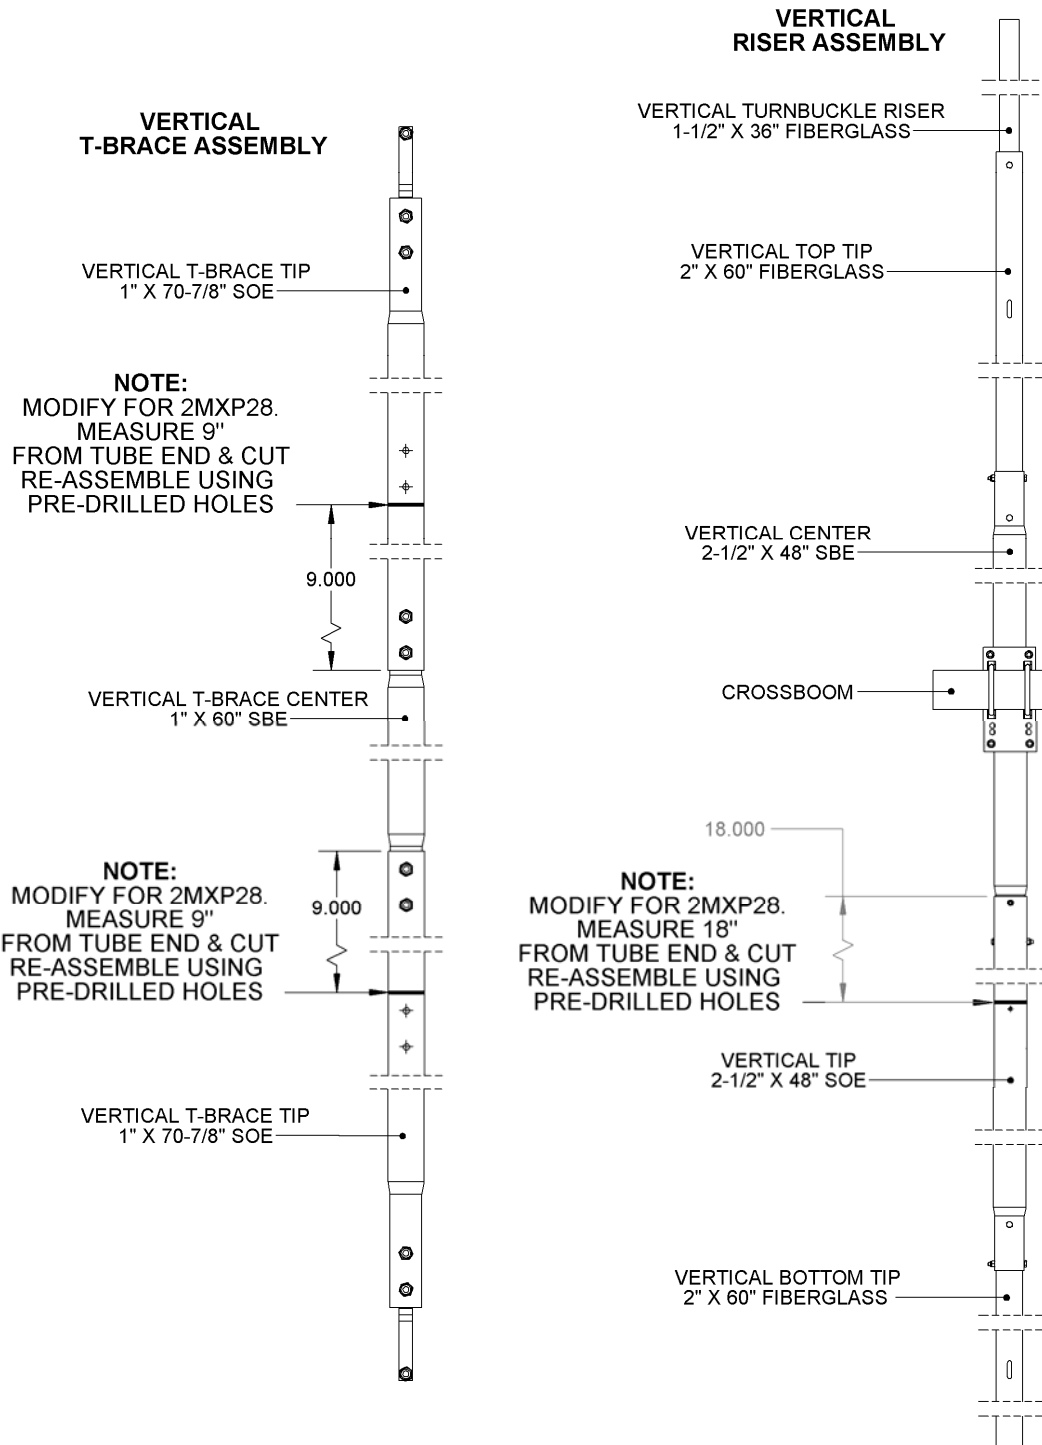 VERTICAL
T-BRACE ASSEMBLY
VERTICAL T-BRACE TIP
1" X 70-7/8" SOE
NOTE:
MODIFY FOR 2MXP28.
MEASURE 9"
FROM TUBE END & CUT
RE-ASSEMBLE USING
PRE-DRILLED HOLES
9.000
VERTICAL T-BRACE CENTER
1" X 60" SBE
NOTE:
MODIFY FOR 2MXP28.
MEASURE 9"
FROM TUBE END & CUT
RE-ASSEMBLE USING
PRE-DRILLED HOLES
9.000
VERTICAL T-BRACE TIP
1" X 70-7/8" SOE
VERTICAL
RISER ASSEMBLY
VERTICAL TURNBUCKLE RISER
1-1/2" X 36" FIBERGLASS
VERTICAL TOP TIP
2" X 60" FIBERGLASS
VERTICAL CENTER
2-1/2" X 48" SBE
CROSSBOOM
18.000
NOTE:
MODIFY FOR 2MXP28.
MEASURE 18"
FROM TUBE END & CUT
RE-ASSEMBLE USING
PRE-DRILLED HOLES
VERTICAL TIP
2-1/2" X 48" SOE
VERTICAL BOTTOM TIP
2" X 60" FIBERGLASS